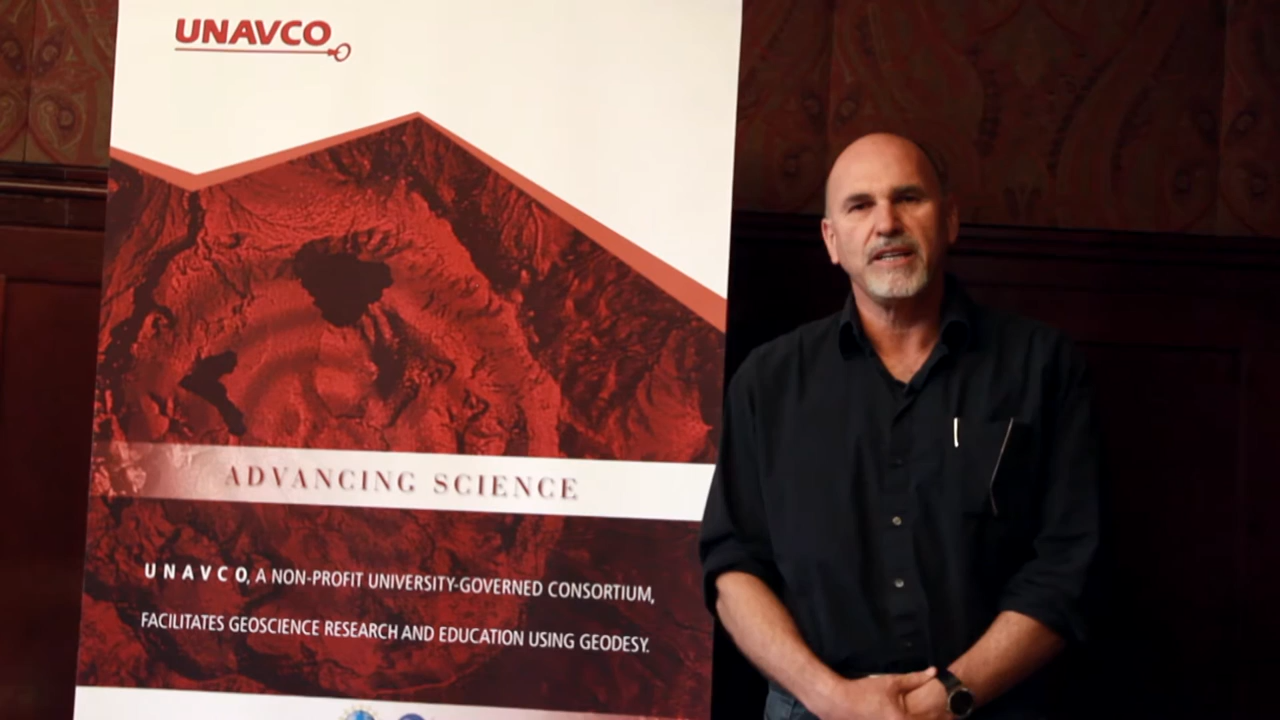 UNAVCO
ADVANCING SCIENCE
UNAVCO, A NON-PROFIT UNIVERSITY-GOVERNED CONSORTIUM,
FACILITATES GEOSCIENCE RESEARCH AND EDUCATION USING GEODESY.